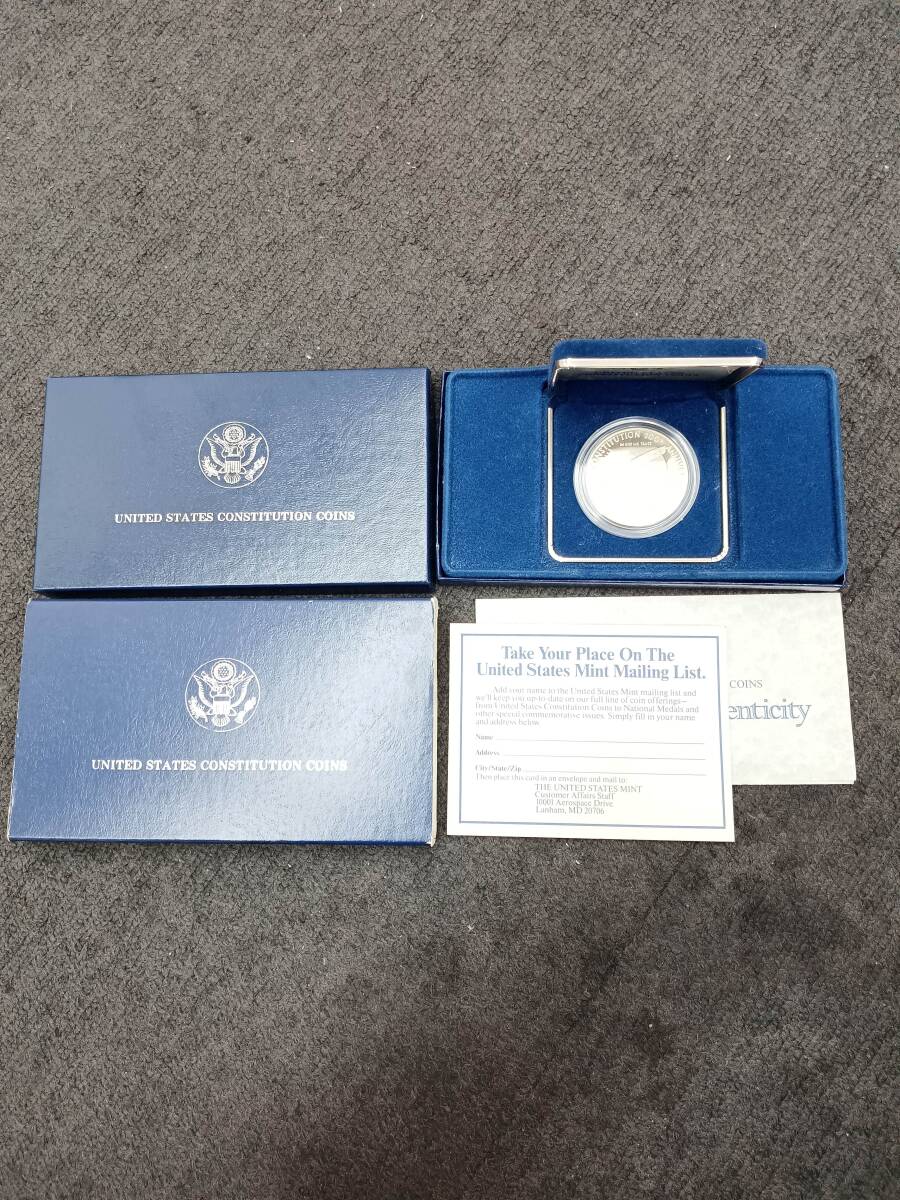 UNITED STATES CONSTITUTION COINS
UNITED STATES CONSTITUTION COINS
Take Your Place On The
United States Mint Mailing List.
Add your name to the United States Mint mailing list and
we'll keep you up-to-date on our full line of coin offerings—
from United States Constitution Coins to National Medals and
other special commemorative issues. Simply fill in your name
and address below.
Name
Address
City/State/Zip
Then place this card in an envelope and mail to:
THE UNITED STATES MINT
Customer Affairs Staff
10001 Aerospace Drive
Lanham, MD 20706
COINS
enticity